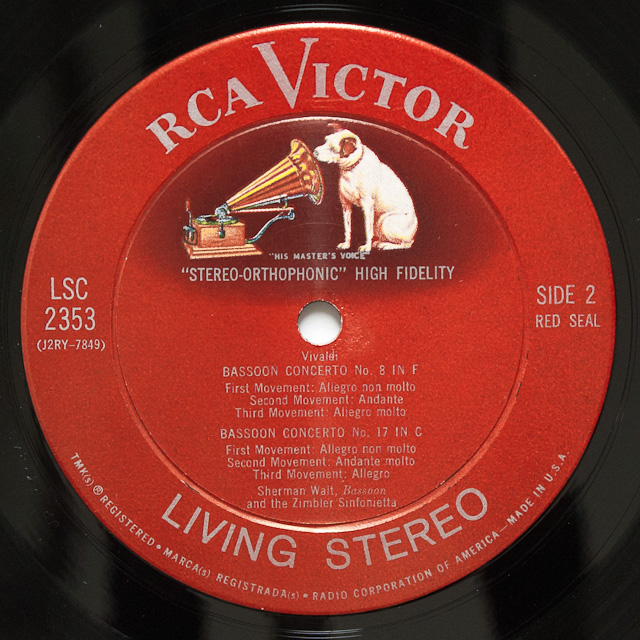 RCA VICTOR
"HIS MASTER'S VOICE"
"STEREO-ORTHOPHONIC" HIGH FIDELITY
LSC
2353
(J2RY-7849)
SIDE 2
RED SEAL
Vivaldi
BASSOON CONCERTO No. 8 IN F
First Movement: Allegro non molto
Second Movement: Andante
Third Movement: Allegro molto
BASSOON CONCERTO No. 17 IN C
First Movement: Allegro non molto
Second Movement: Andante molto
Third Movement: Allegro
Sherman Walt, Bassoon
and the Zimbler Sinfonietta
LIVING STEREO
TMK(s) ® REGISTERED • MARCA(s) REGISTRADA(s) • RADIO CORPORATION OF AMERICA—MADE IN U.S.A.